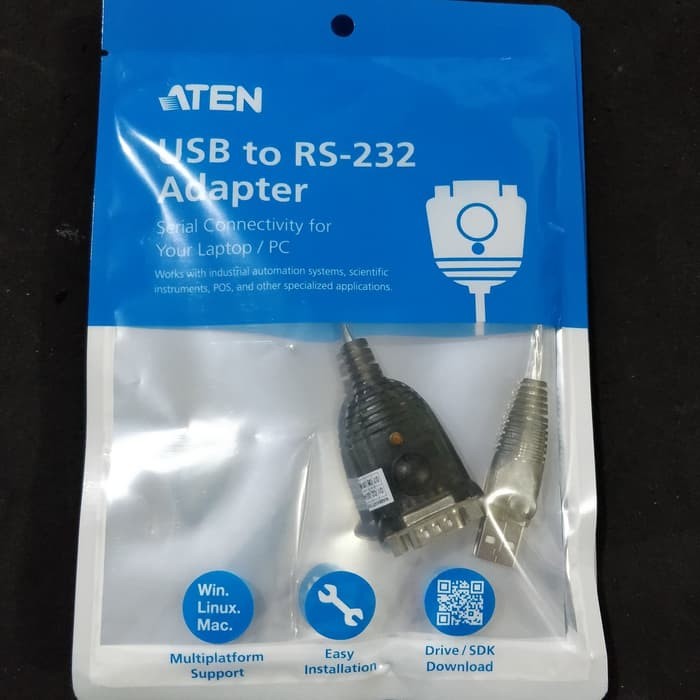 ATEN
USB to RS-232
Adapter
Serial Connectivity for
Your Laptop / PC
Works with industrial automation systems, scientific
instruments, POS, and other specialized applications.
Win.
Linux.
Mac.
Multiplatform
Support
Easy
Installation
Drive / SDK
Download